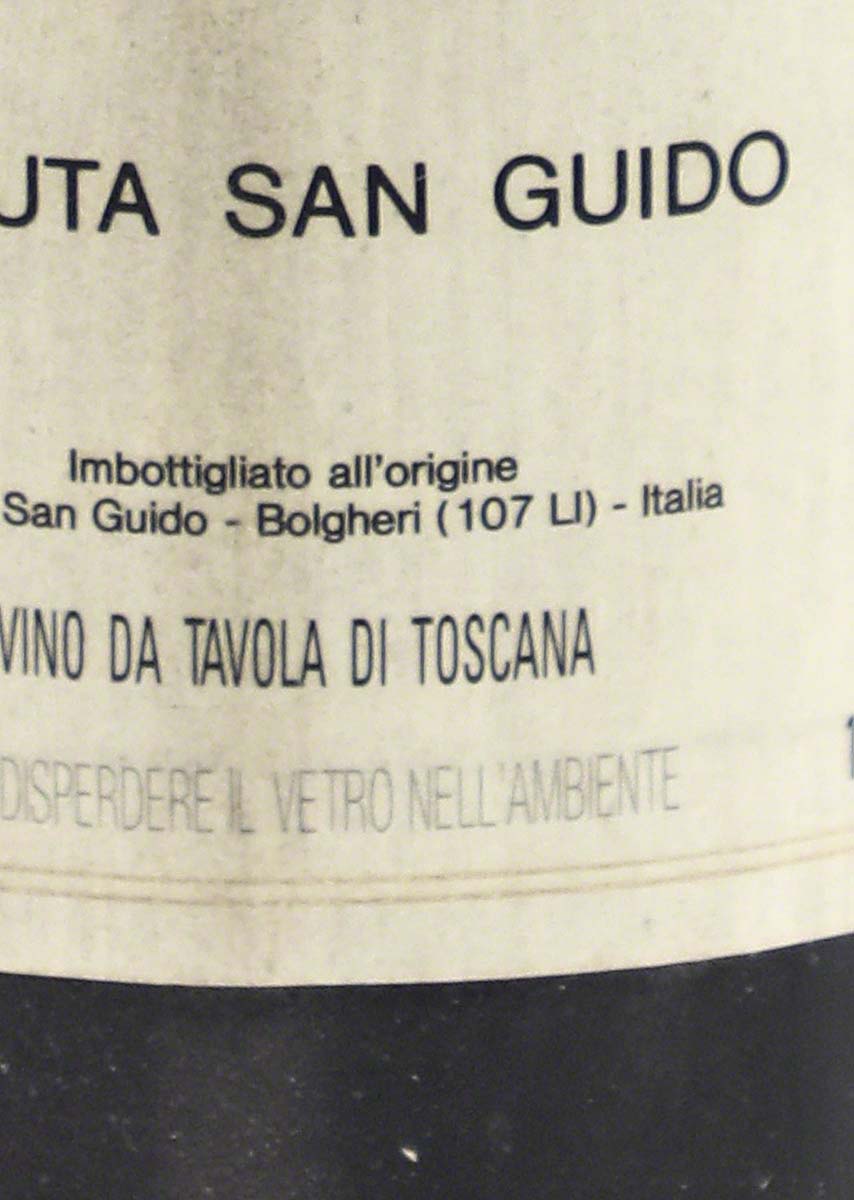 UTA SAN GUIDO
Imbottigliato all'origine
San Guido - Bolgheri (107 LI) - Italia
VINO DA TAVOLA DI TOSCANA
DISPERDERE IL VETRO NELL'AMBIENTE